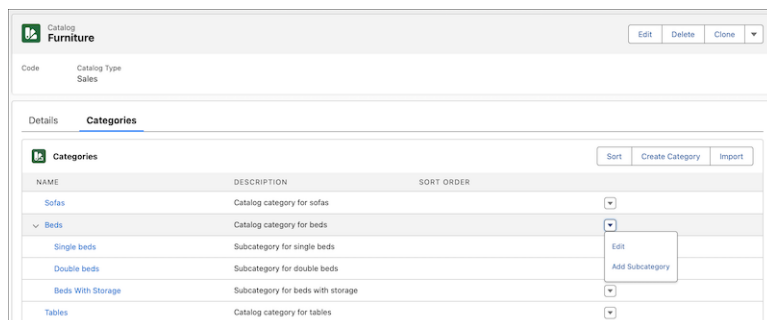 Catalog
Furniture
Edit Delete Clone
Code Catalog Type
Sales
Details Categories
Categories
Sort Create Category Import
NAME DESCRIPTION SORT ORDER
Sofas Catalog category for sofas
Beds Catalog category for beds
Single beds Subcategory for single beds
Edit
Double beds Subcategory for double beds
Add Subcategory
Beds With Storage Subcategory for beds with storage
Tables Catalog category for tables